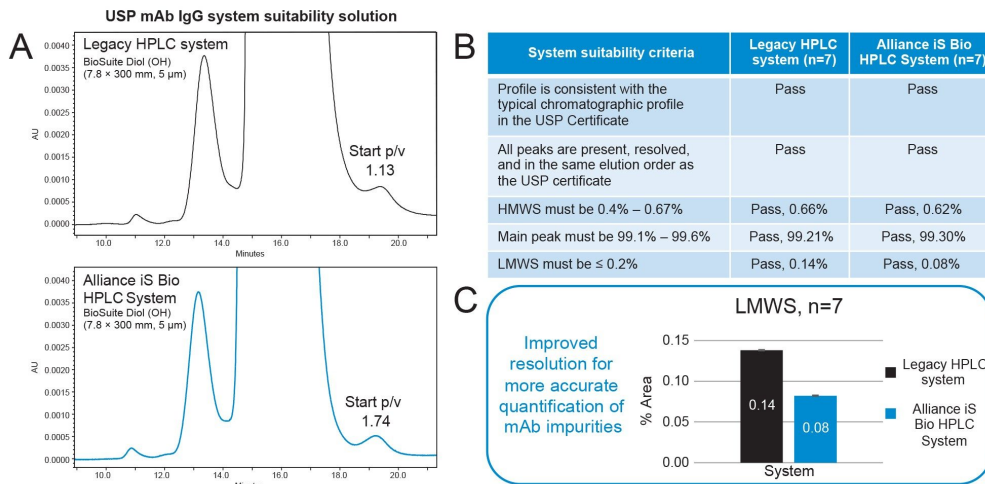 USP mAb IgG system suitability solution
A
Legacy HPLC system
BioSuite Diol (OH)
(7.8 × 300 mm, 5 µm)
0.0040
0.0035
0.0030
0.0025
0.0020
0.0015
0.0010
0.0005
0.0000
AU
Start p/v
1.13
10.0
12.0
14.0
16.0
18.0
20.0
Minutes
Alliance iS Bio
HPLC System
BioSuite Diol (OH)
(7.8 × 300 mm, 5 µm)
0.0040
0.0035
0.0030
0.0025
0.0020
0.0015
0.0010
0.0005
0.0000
AU
Start p/v
1.74
10.0
12.0
14.0
16.0
18.0
20.0
Minutes
B
System suitability criteria
Legacy HPLC
system (n=7)
Alliance iS Bio
HPLC System (n=7)
Profile is consistent with the
typical chromatographic profile
in the USP Certificate
Pass
Pass
All peaks are present, resolved,
and in the same elution order as
the USP certificate
Pass
Pass
HMWS must be 0.4% – 0.67%
Pass, 0.66%
Pass, 0.62%
Main peak must be 99.1% – 99.6%
Pass, 99.21%
Pass, 99.30%
LMWS must be ≤ 0.2%
Pass, 0.14%
Pass, 0.08%
C
LMWS, n=7
Improved
resolution for
more accurate
quantification of
mAb impurities
% Area
0.15
0.10
0.05
0.00
0.14
0.08
System
Legacy HPLC
system
Alliance iS
Bio HPLC
System